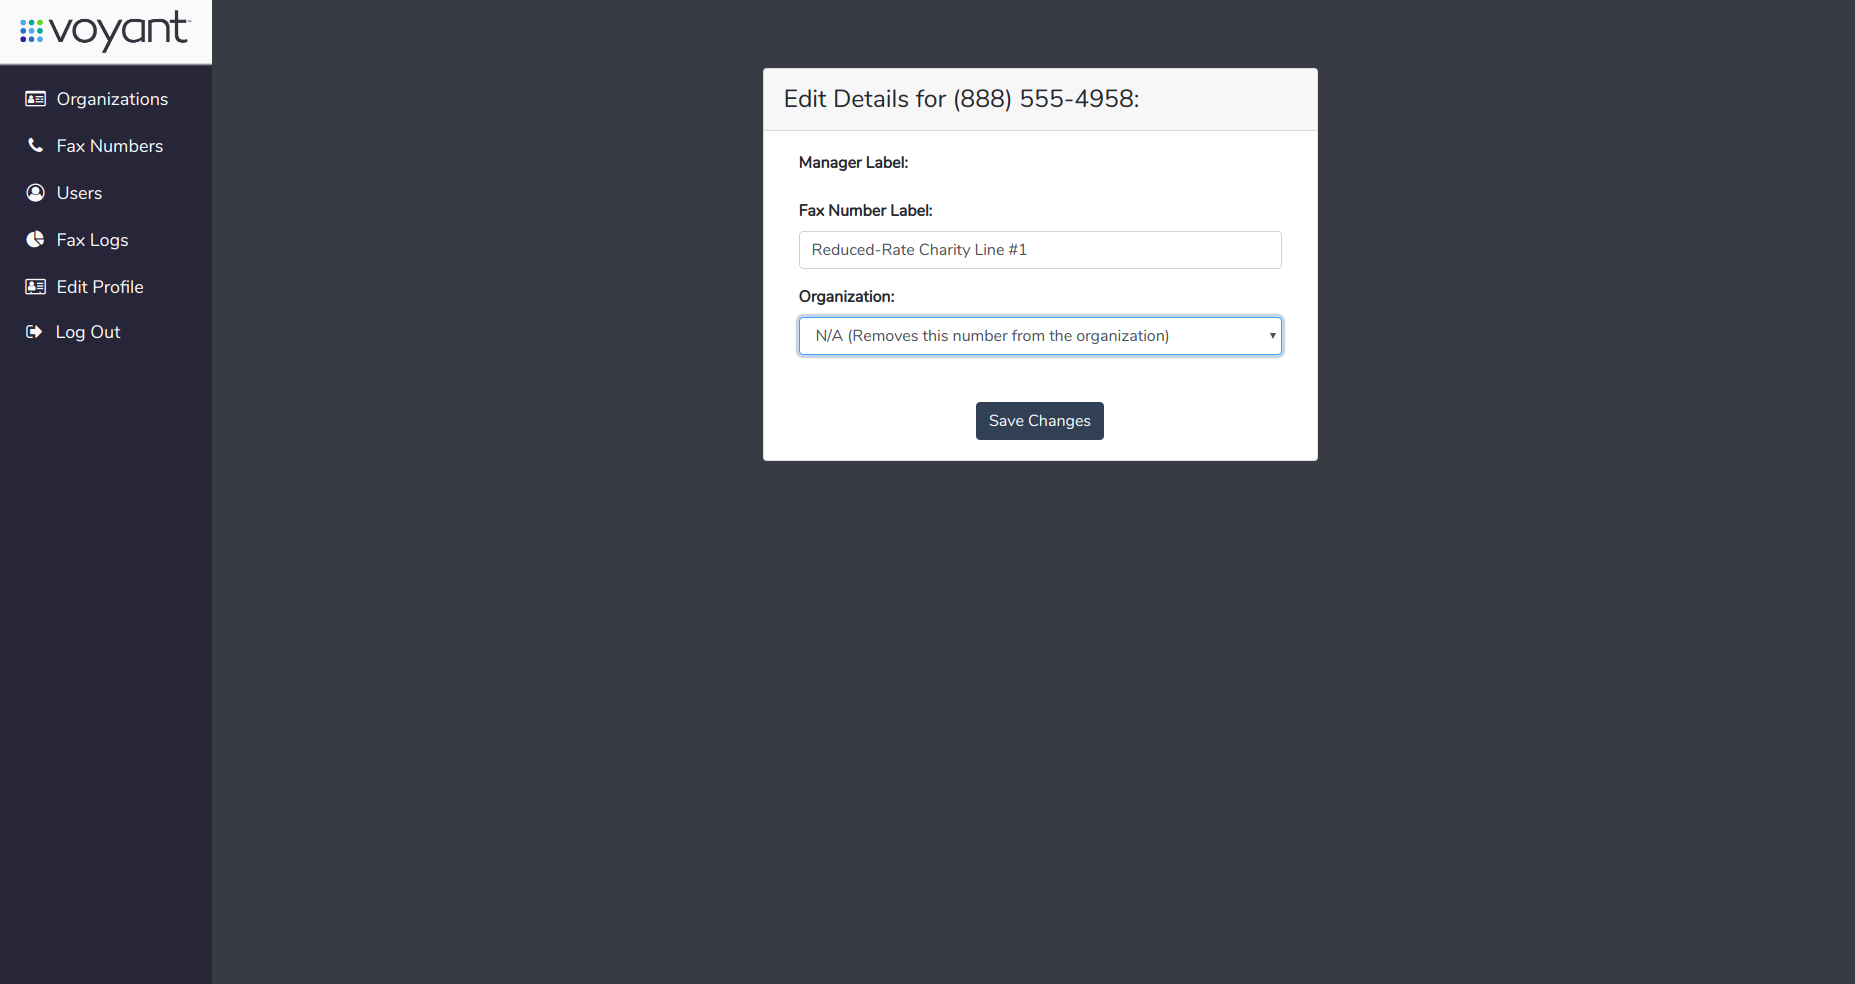 voyant™
Organizations
Fax Numbers
Users
Fax Logs
Edit Profile
Log Out
Edit Details for (888) 555-4958:
Manager Label:
Fax Number Label:
Reduced-Rate Charity Line #1
Organization:
N/A (Removes this number from the organization)
Save Changes